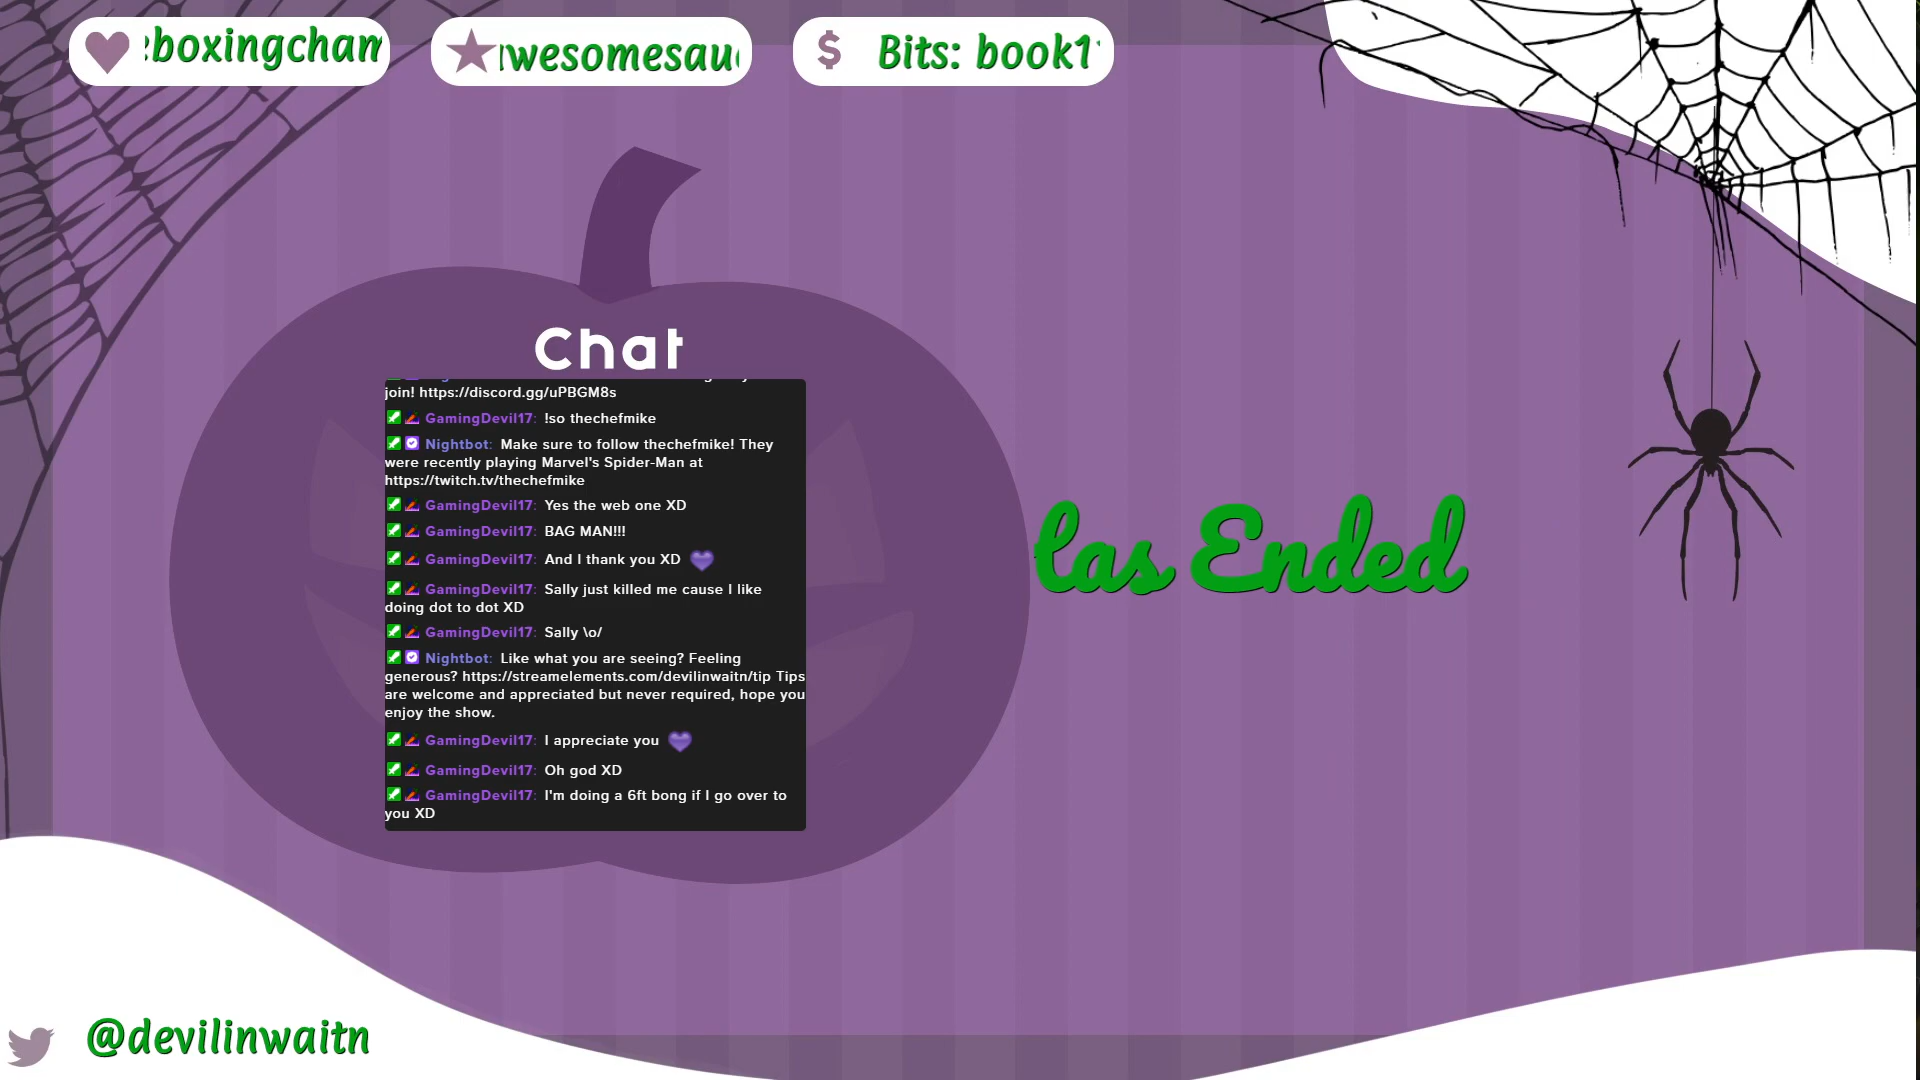 Bits: book1
Chat
join! https://discord.gg/uPBGM8s
GamingDevil17: !so thechefmike
Nightbot: Make sure to follow thechefmike! They
were recently playing Marvel's Spider-Man at
https://twitch.tv/thechefmike
GamingDevil17: Yes the web one XD
GamingDevil17: BAG MAN!!!
GamingDevil17: And I thank you XD
GamingDevil17: Sally just killed me cause I like
doing dot to dot XD
GamingDevil17: Sally \o/
Nightbot: Like what you are seeing? Feeling
generous? https://streamelements.com/devilinwaitn/tip Tips
are welcome and appreciated but never required, hope you
enjoy the show.
GamingDevil17: I appreciate you
GamingDevil17: Oh god XD
GamingDevil17: I'm doing a 6ft bong if I go over to
you XD
Ended
@devilinwaitn